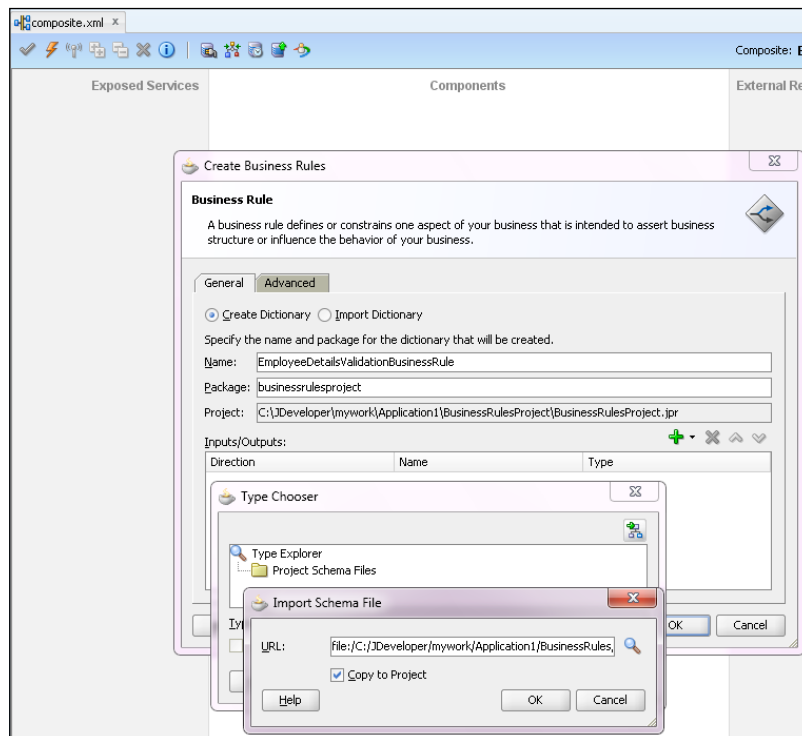 composite.xml
Composite:
Exposed Services
Components
External Re
Create Business Rules
Business Rule
A business rule defines or constrains one aspect of your business that is intended to assert business
structure or influence the behavior of your business.
General
Advanced
Create Dictionary
Import Dictionary
Specify the name and package for the dictionary that will be created.
Name: EmployeeDetailsValidationBusinessRule
Package: businessrulesproject
Project: C:\JDeveloper\mywork\Application1\BusinessRulesProject\BusinessRulesProject.jpr
Inputs/Outputs:
Direction
Name
Type
Type Chooser
Type Explorer
Project Schema Files
Import Schema File
URL: file:/C:/JDeveloper/mywork/Application1/BusinessRules
Copy to Project
Help
OK
Cancel
OK
Cancel